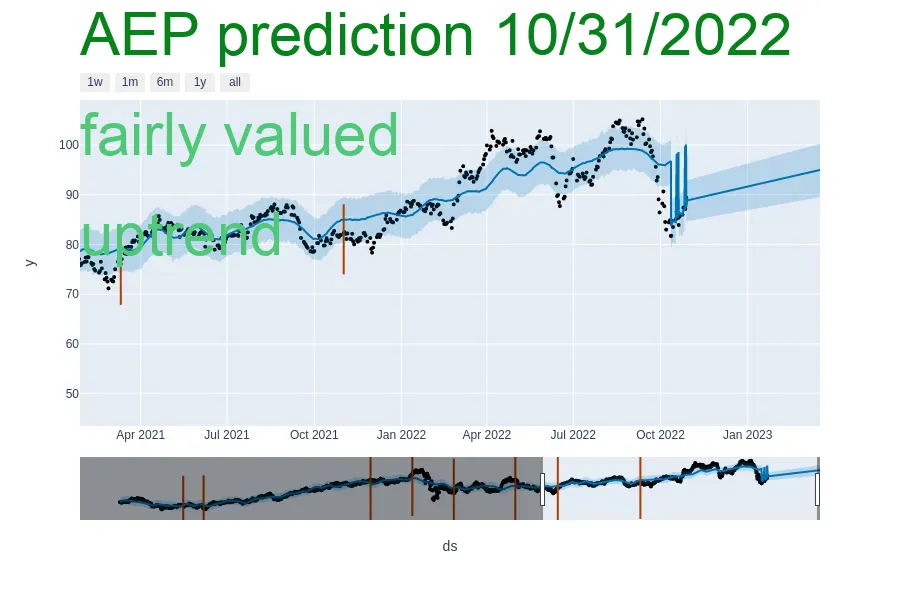 AEP prediction 10/31/2022
1w 1m 6m 1y all
fairly valued
100
90
uptrend
80
70
60
50
y
Apr 2021 Jul 2021 Oct 2021 Jan 2022 Apr 2022 Jul 2022 Oct 2022 Jan 2023
ds